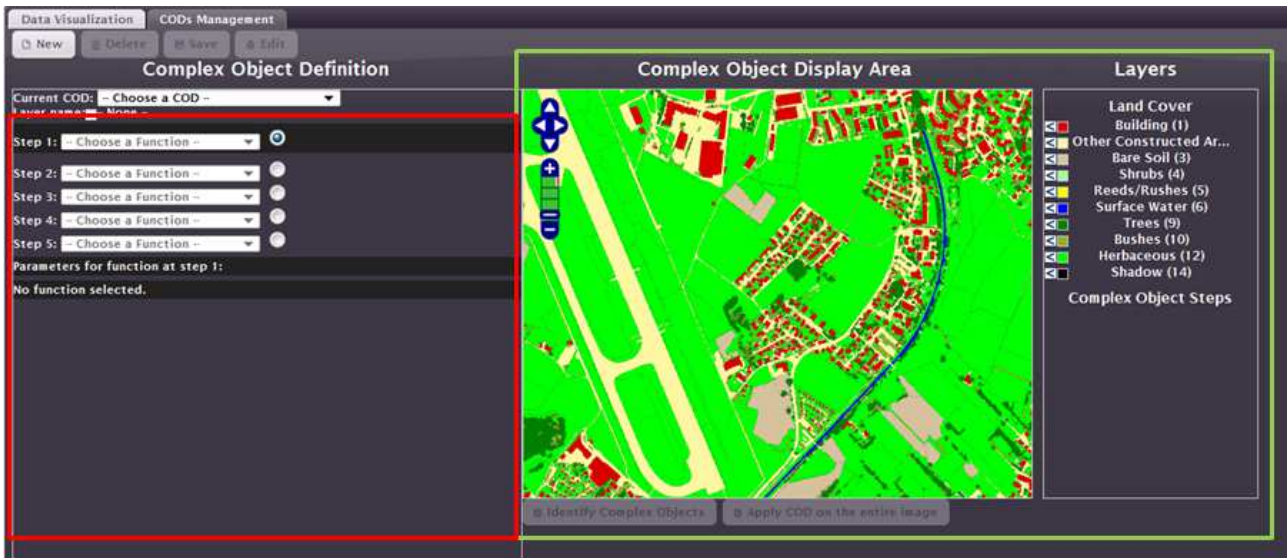 Data Visualization CODs Management
New Delete Save Edit
Complex Object Definition
Complex Object Display Area
Layers
Current COD: -- Choose a COD --
Layer name: -- None --
Step 1: -- Choose a Function --
Step 2: -- Choose a Function --
Step 3: -- Choose a Function --
Step 4: -- Choose a Function --
Step 5: -- Choose a Function --
Parameters for function at step 1:
No function selected.
Land Cover
Building (1)
Other Constructed Ar...
Bare Soil (3)
Shrubs (4)
Reeds/Rushes (5)
Surface Water (6)
Trees (9)
Bushes (10)
Herbaceous (12)
Shadow (14)
Complex Object Steps
Identify Complex Objects Apply COD on the entire image